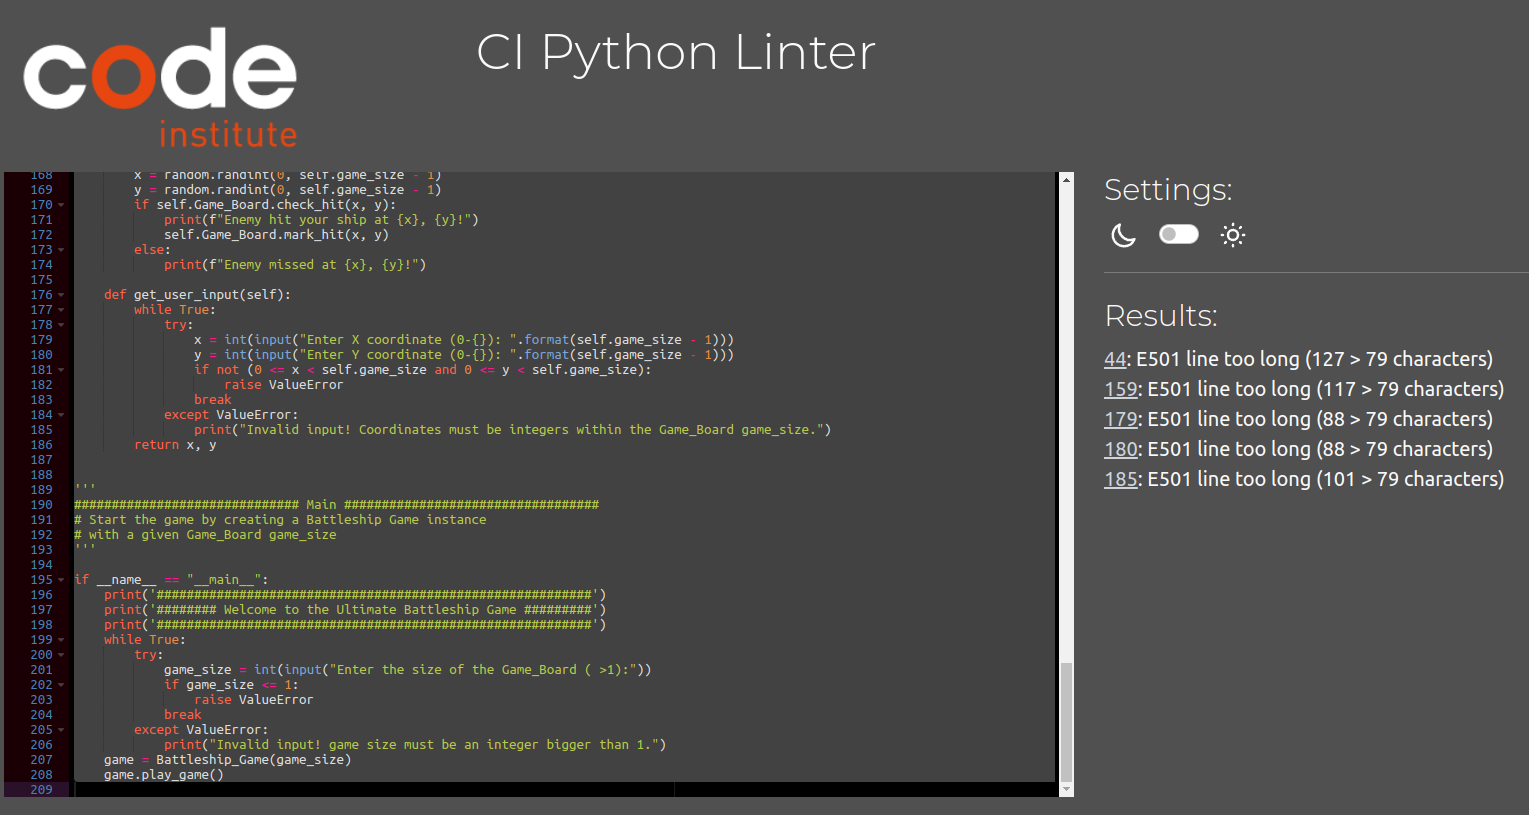 code
institute
CI Python Linter
168 x = random.randint(0, self.game_size - 1)
169 y = random.randint(0, self.game_size - 1)
170 if self.Game_Board.check_hit(x, y):
171 print(f"Enemy hit your ship at {x}, {y}!")
172 self.Game_Board.mark_hit(x, y)
173 else:
174 print(f"Enemy missed at {x}, {y}!")
175
176 def get_user_input(self):
177 while True:
178 try:
179 x = int(input("Enter X coordinate (0-{}): ".format(self.game_size - 1)))
180 y = int(input("Enter Y coordinate (0-{}): ".format(self.game_size - 1)))
181 if not (0 <= x < self.game_size and 0 <= y < self.game_size):
182 raise ValueError
183 break
184 except ValueError:
185 print("Invalid input! Coordinates must be integers within the Game_Board game_size.")
186 return x, y
187
188
189 '''
190 ############################## Main ##################################
191 # Start the game by creating a Battleship Game instance
192 # with a given Game_Board game_size
193 '''
194
195 if __name__ == "__main__":
196 print('##########################################################')
197 print('######## Welcome to the Ultimate Battleship Game #########')
198 print('##########################################################')
199 while True:
200 try:
201 game_size = int(input("Enter the size of the Game_Board ( >1):"))
202 if game_size <= 1:
203 raise ValueError
204 break
205 except ValueError:
206 print("Invalid input! game size must be an integer bigger than 1.")
207 game = Battleship_Game(game_size)
208 game.play_game()
209
Settings:
Results:
44: E501 line too long (127 > 79 characters)
159: E501 line too long (117 > 79 characters)
179: E501 line too long (88 > 79 characters)
180: E501 line too long (88 > 79 characters)
185: E501 line too long (101 > 79 characters)